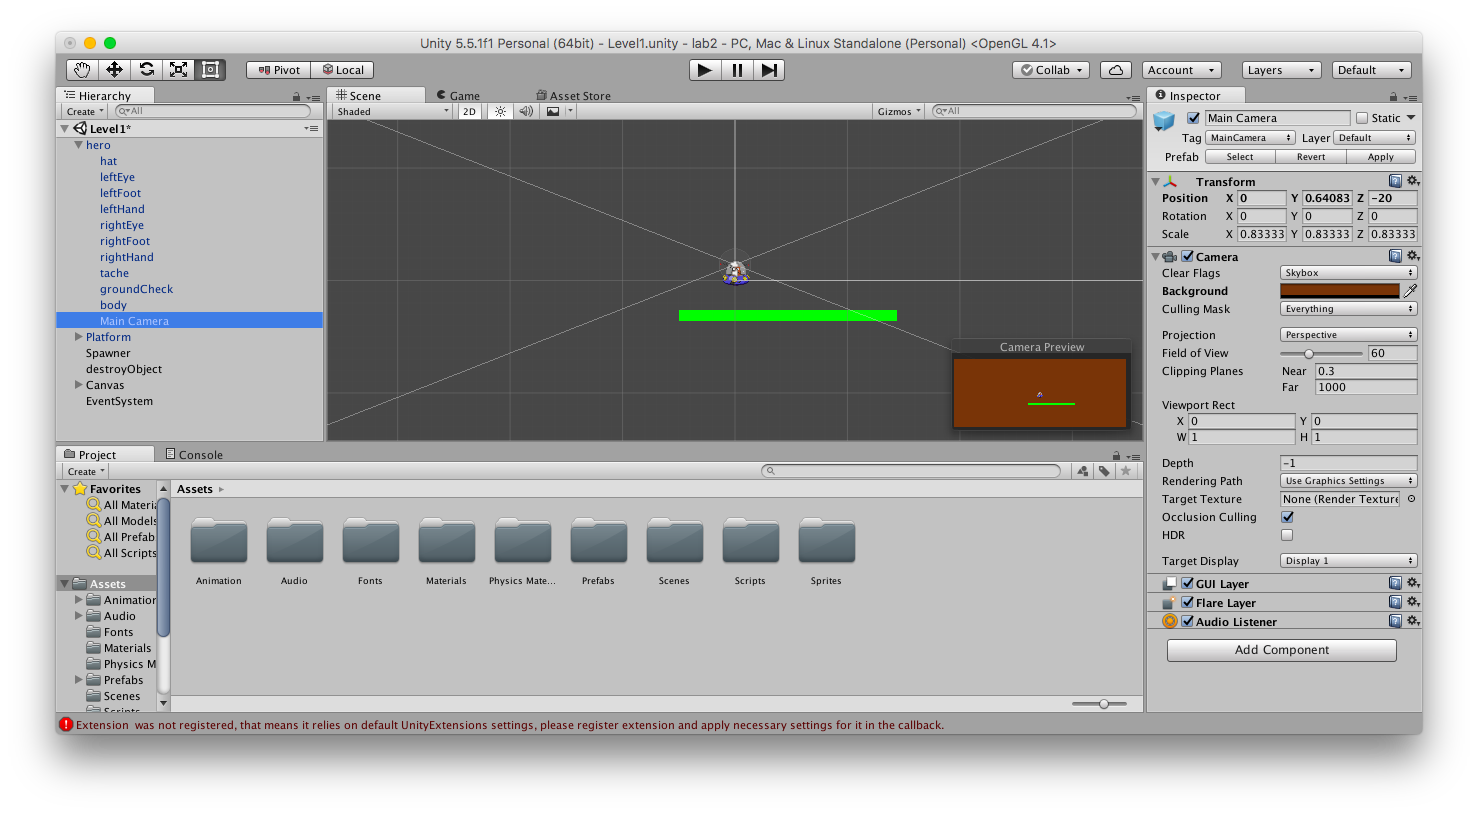 Unity 5.5.1f1 Personal (64bit) - Level1.unity - lab2 - PC, Mac & Linux Standalone (Personal) <OpenGL 4.1>
Pivot Local Collab Account Layers Default
Hierarchy
Create All
Level1*
hero
hat
leftEye
leftFoot
leftHand
rightEye
rightFoot
rightHand
tache
groundCheck
body
Main Camera
Platform
Spawner
destroyObject
Canvas
EventSystem
Scene Game Asset Store
Shaded 2D Gizmos All
Camera Preview
Inspector
Main Camera Static
Tag MainCamera Layer Default
Prefab Select Revert Apply
Transform
Position X 0 Y 0.64083 Z -20
Rotation X 0 Y 0 Z 0
Scale X 0.83333 Y 0.83333 Z 0.83333
Camera
Clear Flags Skybox
Background
Culling Mask Everything
Projection Perspective
Field of View 60
Clipping Planes Near 0.3
Far 1000
Viewport Rect
X 0 Y 0
W 1 H 1
Depth -1
Rendering Path Use Graphics Settings
Target Texture None (Render Texture
Occlusion Culling
HDR
Target Display Display 1
GUI Layer
Flare Layer
Audio Listener
Add Component
Project Console
Create
Favorites
All Materia
All Models
All Prefab
All Scripts
Assets
Animation
Audio
Fonts
Materials
Physics M
Prefabs
Scenes
Scripts
Assets
Animation Audio Fonts Materials Physics Mate... Prefabs Scenes Scripts Sprites
Extension  was not registered, that means it relies on default UnityExtensions settings, please register extension and apply necessary settings for it in the callback.